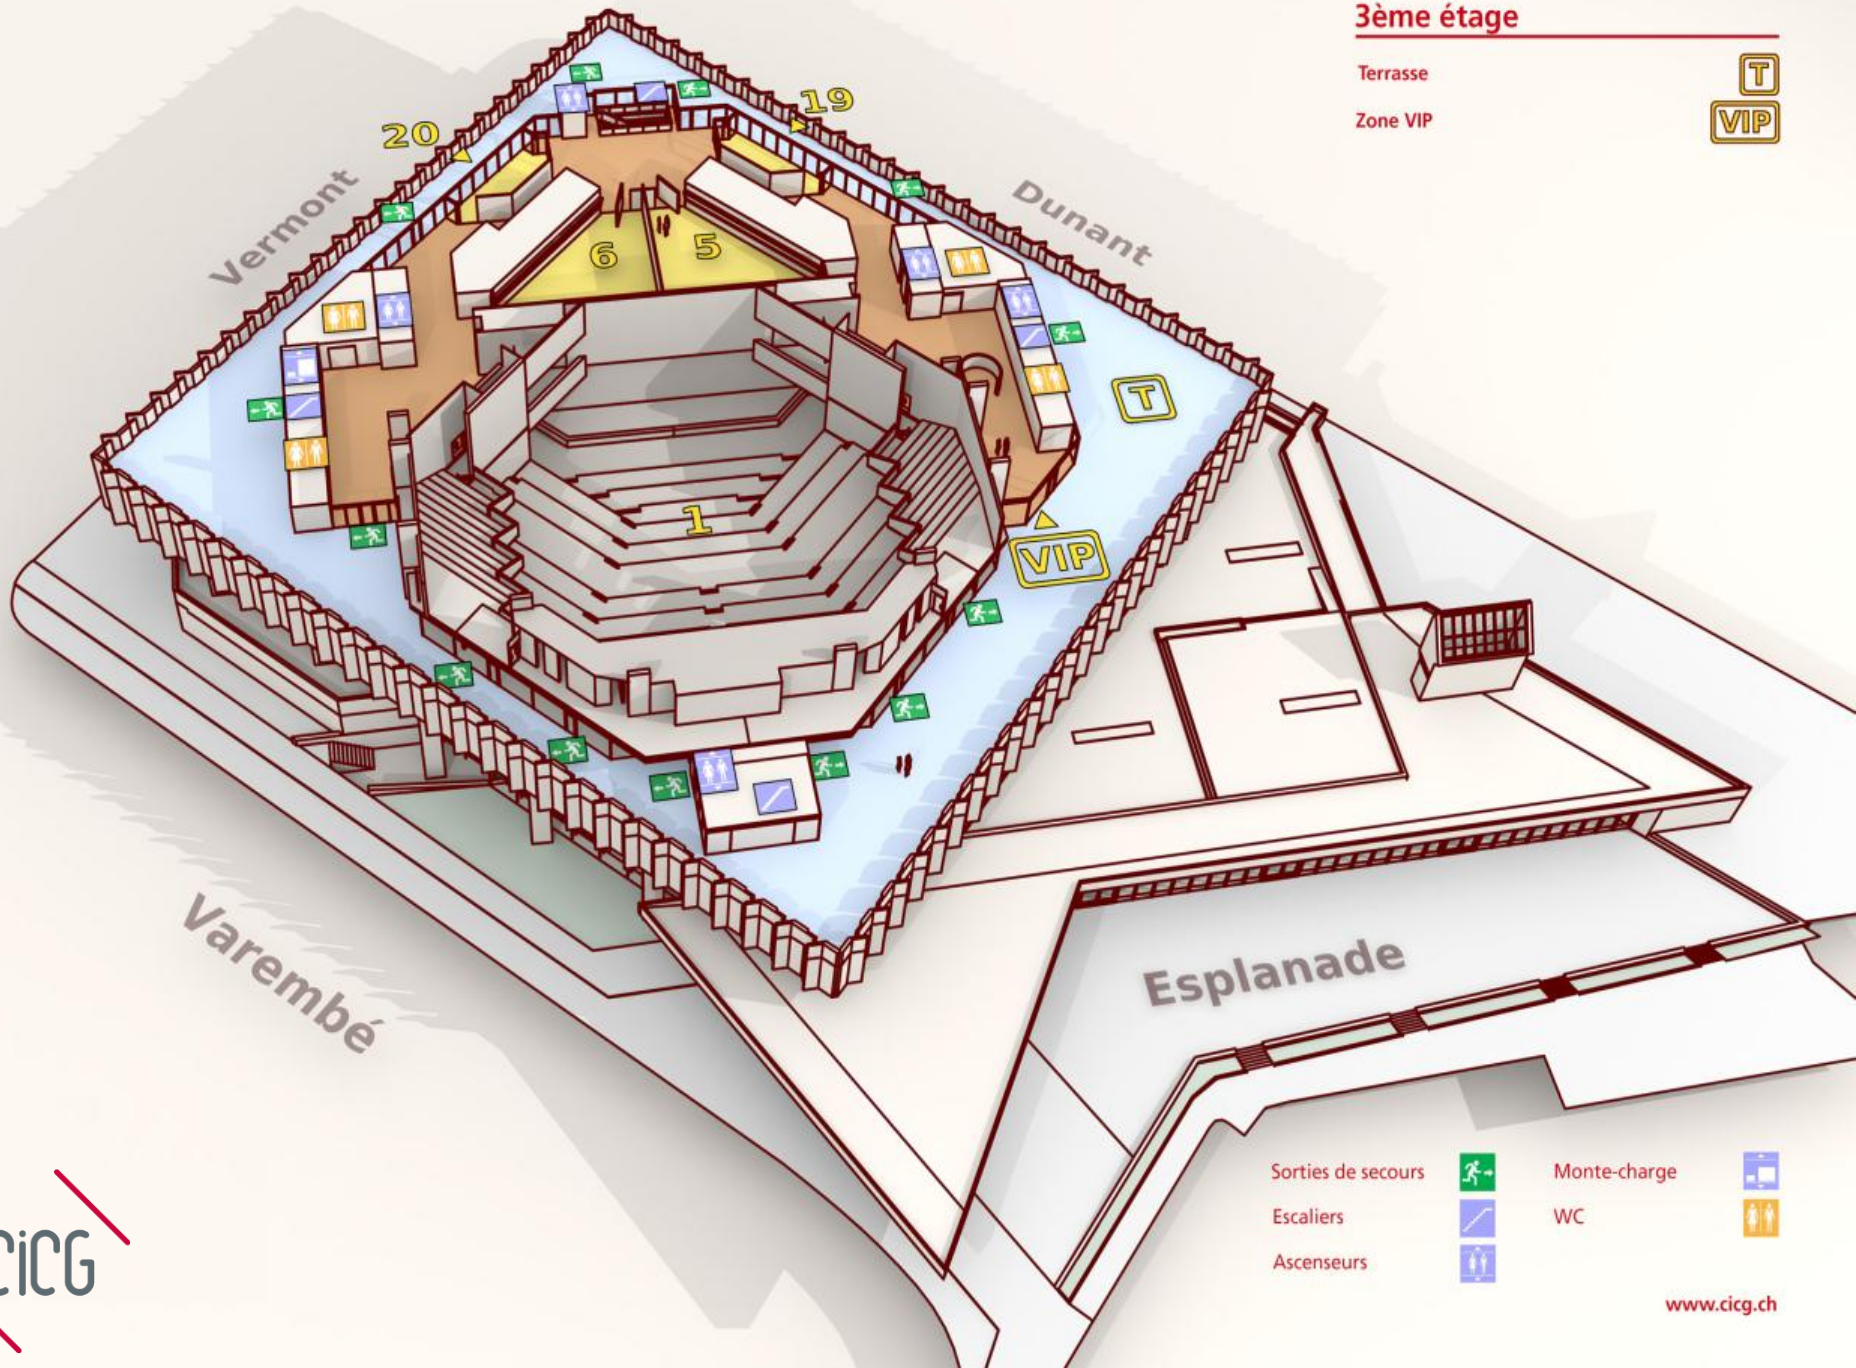 3ème étage
Terrasse T
Zone VIP VIP
19
20
Vermont
Dunant
6 5
T
1
VIP
Varembé
Esplanade
Sorties de secours
Monte-charge
Escaliers
WC
Ascenseurs
CiCG
www.cicg.ch